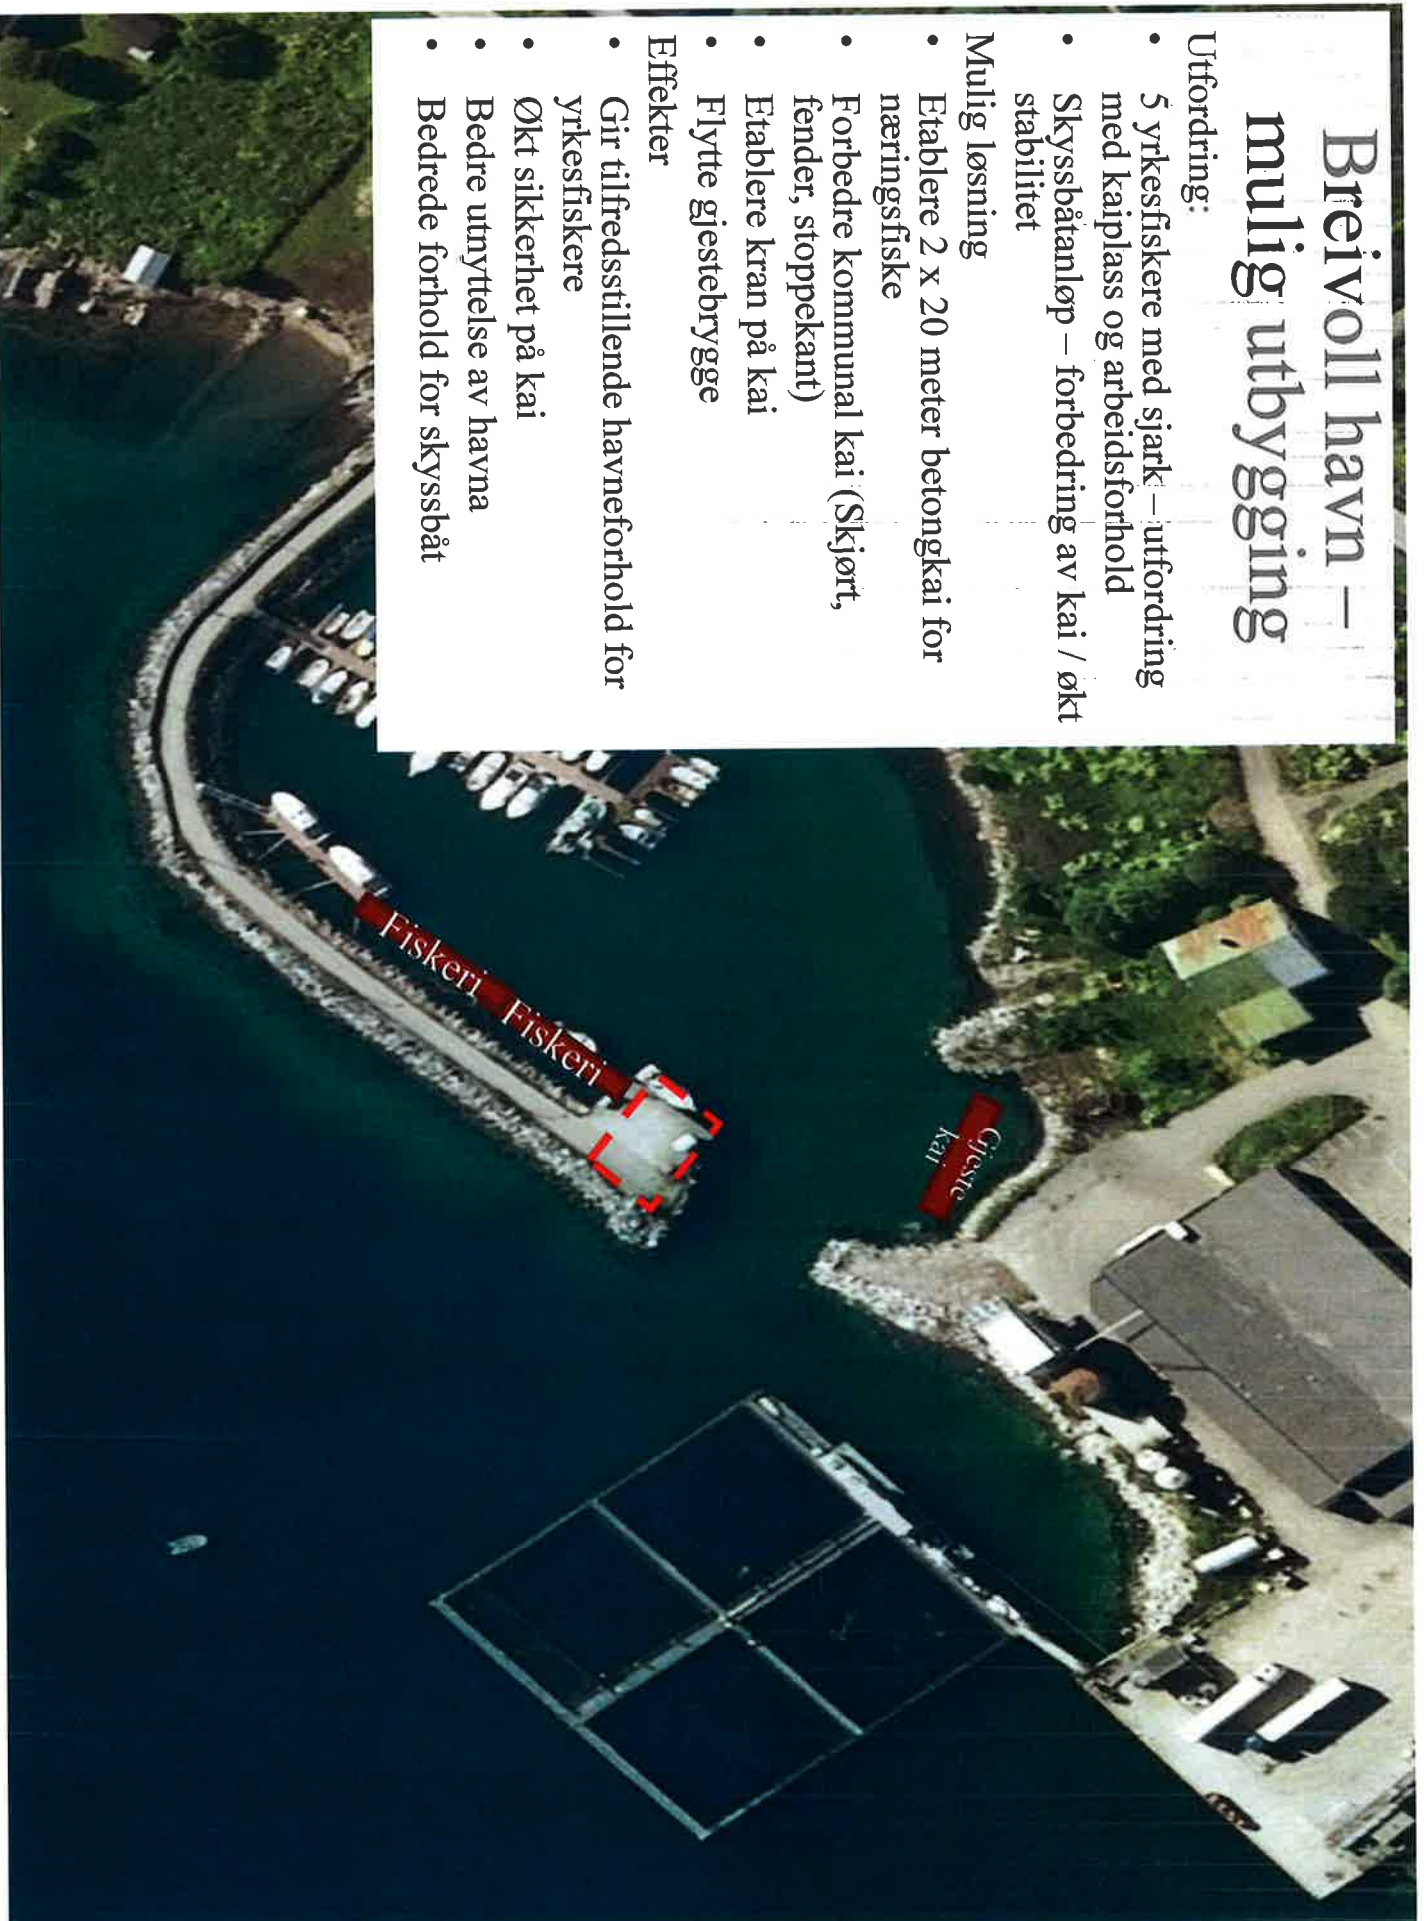 Breivoll havn –
mulig utbygging
Utfordring:
• 5 yrkesfiskere med sjark – utfordring
med kaiplass og arbeidsforhold
• Skyssbåtanløp – forbedring av kai / økt
stabilitet
Mulig løsning
• Etablere 2 x 20 meter betongkai for
næringsfiske
• Forbedre kommunal kai (Skjørt,
fender, stoppekant)
• Etablere kran på kai
• Flytte gjestebrygge
Effekter
• Gir tilfredsstillende havneforhold for
yrkesfiskere
• Økt sikkerhet på kai
• Bedre utnyttelse av havna
• Bedrede forhold for skyssbåt
Fiskeri
Fiskeri
Gjeste
kai